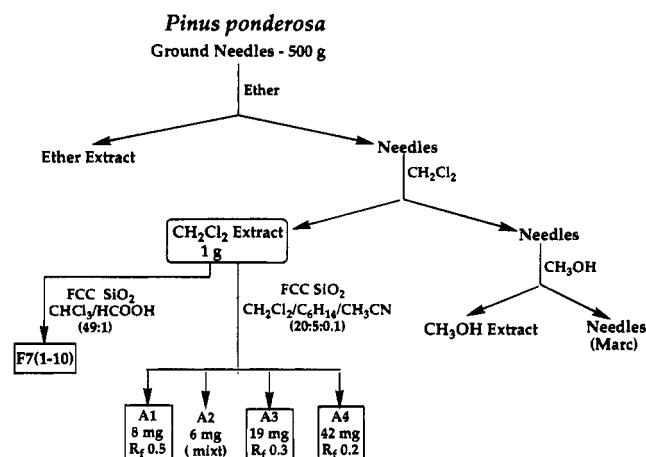 Pinus ponderosa
Ground Needles - 500 g
Ether
Ether Extract
Needles
CH₂Cl₂
CH₂Cl₂ Extract
1 g
Needles
CH₃OH
FCC SiO₂
CHCl₃/HCOOH
(49:1)
FCC SiO₂
CH₂Cl₂/C₆H₁₄/CH₃CN
(20:5:0.1)
CH₃OH Extract
Needles
(Marc)
F7(1-10)
A1
8 mg
Rf 0.5
A2
6 mg
( mixt)
A3
19 mg
Rf 0.3
A4
42 mg
Rf 0.2